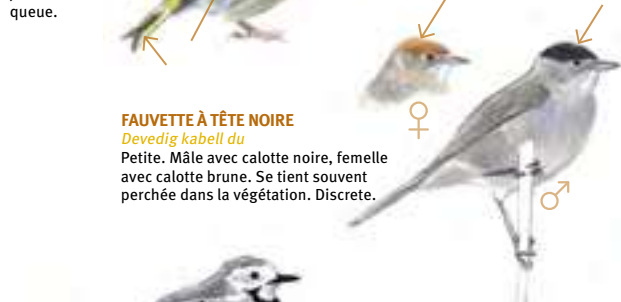 queue.
FAUVETTE À TÊTE NOIRE
Devedig kabell du
Petite. Mâle avec calotte noire, femelle
avec calotte brune. Se tient souvent
perchée dans la végétation. Discrete.
♀
♂